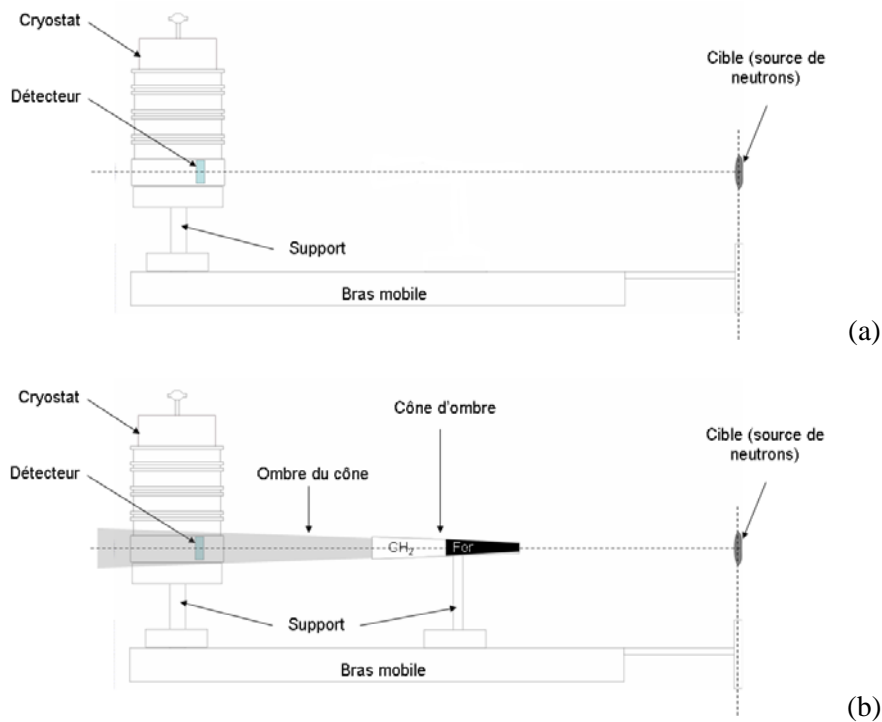 Cryostat
Cible (source de
neutrons)
Détecteur
Support
Bras mobile
(a)
Cryostat
Cône d'ombre
Cible (source de
neutrons)
Détecteur
Ombre du cône
CH2
Fer
Support
Bras mobile
(b)